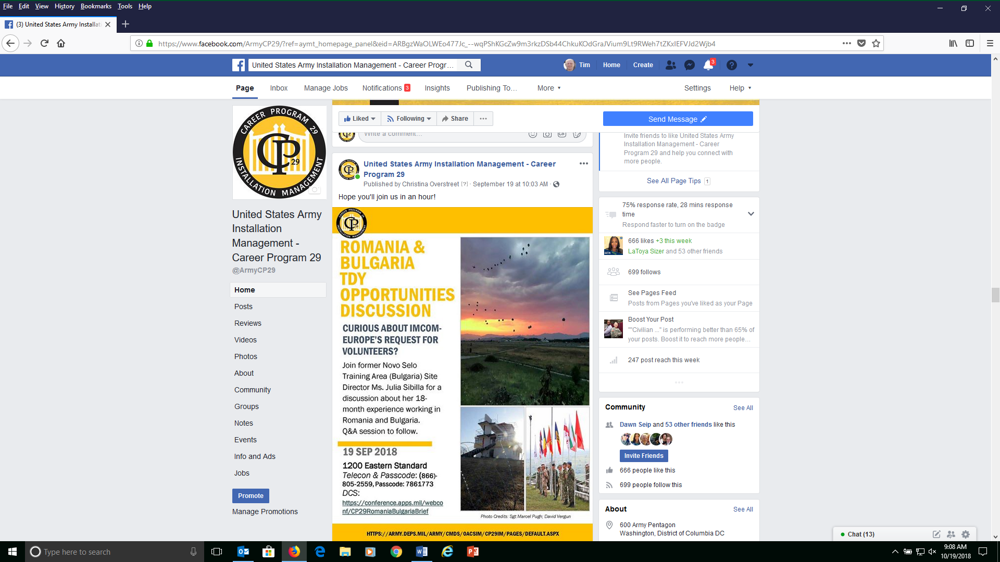 File Edit View History Bookmarks Tools Help
(3) United States Army Installati
https://www.facebook.com/ArmyCP29/?ref=aymt_homepage_panel&eid=ARBgzWaOLWEo477Jc_--wqPShKGcZw9m3rkzDSb44ChkuKOdGraJVium9Lt9RWeh7tZKxIEFVJd2Wjb4
United States Army Installation Management - Career Progr...
Tim Home Create 3
Page Inbox Manage Jobs Notifications 3 Insights Publishing To... More Settings Help
CAREER PROGRAM 29
CP
29
INSTALLATION MANAGEMENT
United States Army
Installation
Management -
Career Program 29
@ArmyCP29
Home
Posts
Reviews
Videos
Photos
About
Community
Groups
Notes
Events
Info and Ads
Jobs
Promote
Manage Promotions
Liked Following Share ...
Send Message
Write a comment...
GIF
United States Army Installation Management - Career
Program 29
Published by Christina Overstreet [?] · September 19 at 10:03 AM ·
Hope you'll join us in an hour!
CAREER PROGRAM 29
CP
INSTALLATION MANAGEMENT
ROMANIA &
BULGARIA
TDY
OPPORTUNITIES
DISCUSSION
CURIOUS ABOUT IMCOM-
EUROPE'S REQUEST FOR
VOLUNTEERS?
Join former Novo Selo
Training Area (Bulgaria) Site
Director Ms. Julia Sibilla for a
discussion about her 18-
month experience working in
Romania and Bulgaria.
Q&A session to follow.
19 SEP 2018
1200 Eastern Standard
Telecon & Passcode: (866)-
805-2559, Passcode: 7861773
DCS:
https://conference.apps.mil/webco
nf/CP29RomaniaBulgariaBrief
Photo Credits: Sgt Marcel Pugh; David Vergun
HTTPS://ARMY.DEPS.MIL/ARMY/CMDS/OACSIM/CP29IM/PAGES/DEFAULT.ASPX
Invite friends to like United States Army
Installation Management - Career
Program 29 and help you connect with
more people.
See All Page Tips 1
75% response rate, 28 mins response
time
Respond faster to turn on the badge
666 likes +3 this week
LaToya Sizer and 53 other friends
699 follows
See Pages Feed
Posts from Pages you've liked as your Page
Boost Your Post
""Civilian ..." is performing better than 65% of
your posts. Boost it to reach more people...
247 post reach this week
...
Community See All
Dawn Seip and 53 other friends like this
Invite Friends
666 people like this
699 people follow this
About See All
600 Army Pentagon
Washington, District of Columbia DC
Chat (13)
Type here to search
9:08 AM
10/19/2018